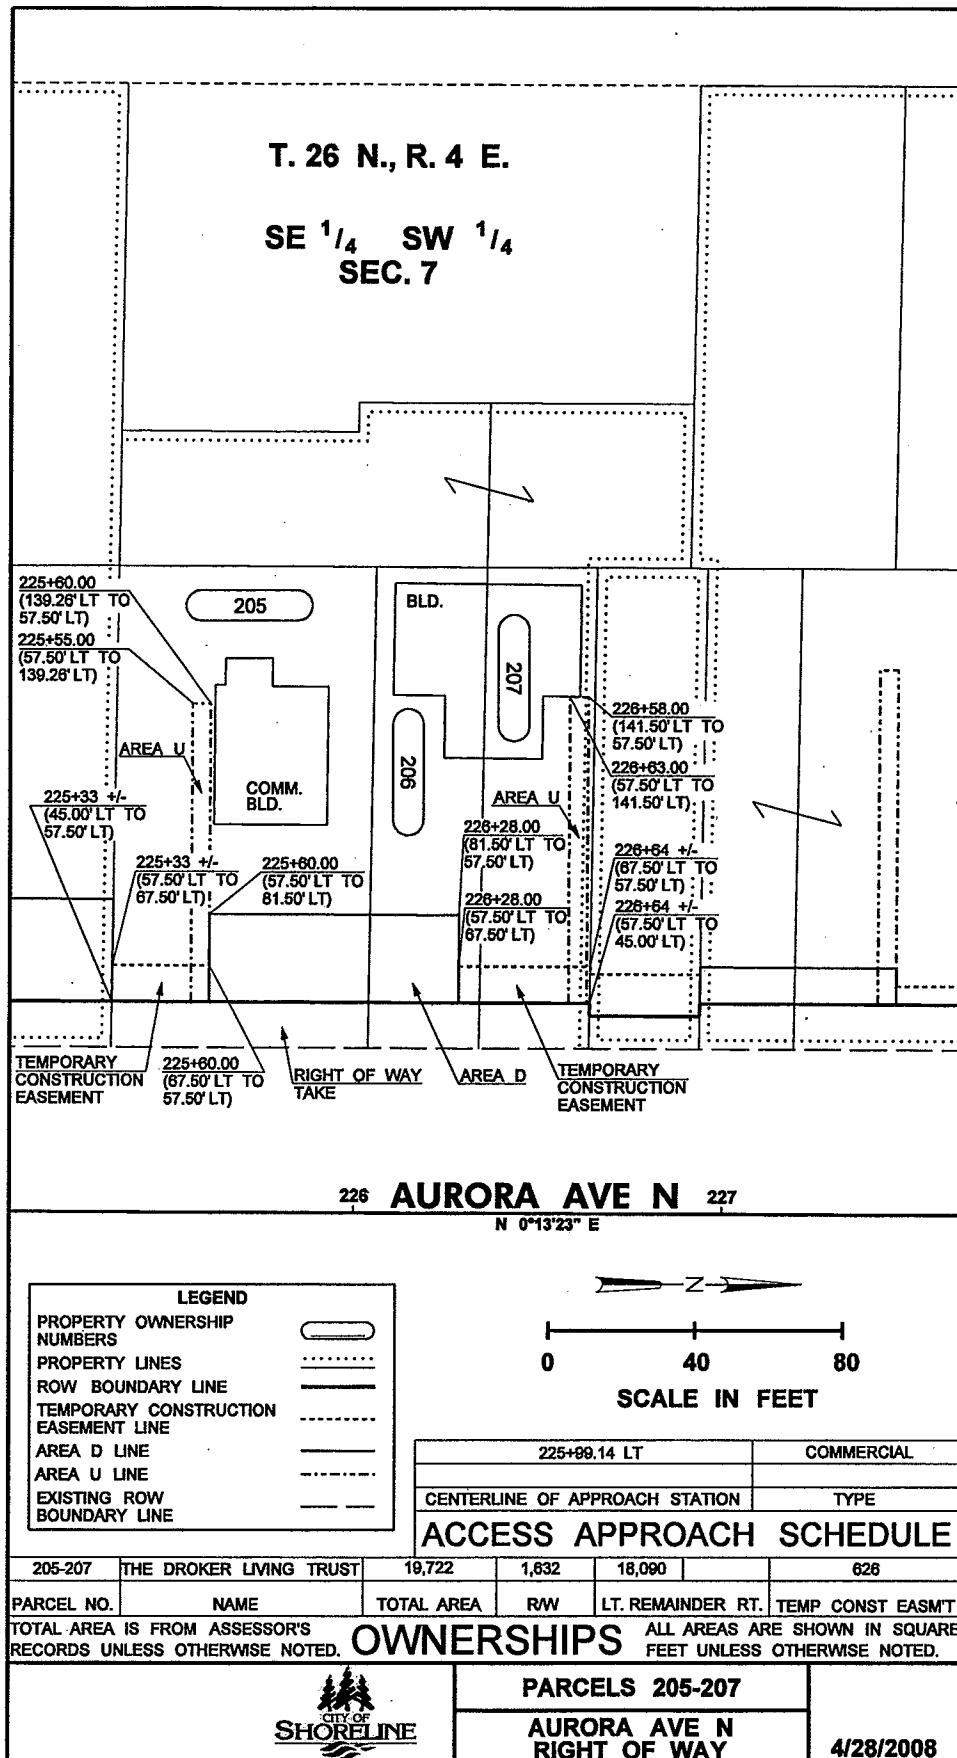 T. 26 N., R. 4 E.
SE 1/4 SW 1/4
SEC. 7
225+60.00
(139.26' LT TO
57.50' LT)
205
BLD.
207
225+55.00
(57.50' LT TO
139.26' LT)
226+58.00
(141.50' LT TO
57.50' LT)
AREA U
206
226+63.00
(57.50' LT TO
141.50' LT)
COMM.
BLD.
AREA U
225+33 +/-
(45.00' LT TO
57.50' LT)
226+28.00
(81.50' LT TO
57.50' LT)
225+33 +/-
(57.50' LT TO
67.50' LT)
225+60.00
(57.50' LT TO
81.50' LT)
226+64 +/-
(67.50' LT TO
57.50' LT)
226+28.00
(57.50' LT TO
67.50' LT)
226+64 +/-
(57.50' LT TO
45.00' LT)
TEMPORARY
CONSTRUCTION
EASEMENT
225+60.00
(67.50' LT TO
57.50' LT)
RIGHT OF WAY
TAKE
AREA D
TEMPORARY
CONSTRUCTION
EASEMENT
226 AURORA AVE N 227
N 0°13'23" E
N
0 40 80
SCALE IN FEET
LEGEND
PROPERTY OWNERSHIP
NUMBERS
PROPERTY LINES
ROW BOUNDARY LINE
TEMPORARY CONSTRUCTION
EASEMENT LINE
AREA D LINE
AREA U LINE
EXISTING ROW
BOUNDARY LINE
225+99.14 LT COMMERCIAL
CENTERLINE OF APPROACH STATION TYPE
ACCESS APPROACH SCHEDULE
205-207 THE DROKER LIVING TRUST 19,722 1,632 18,090 626
PARCEL NO. NAME TOTAL AREA R/W LT. REMAINDER RT. TEMP CONST EASM'T
TOTAL AREA IS FROM ASSESSOR'S
RECORDS UNLESS OTHERWISE NOTED.
OWNERSHIPS
ALL AREAS ARE SHOWN IN SQUARE
FEET UNLESS OTHERWISE NOTED.
CITY OF
SHORELINE
PARCELS 205-207
AURORA AVE N
RIGHT OF WAY
4/28/2008